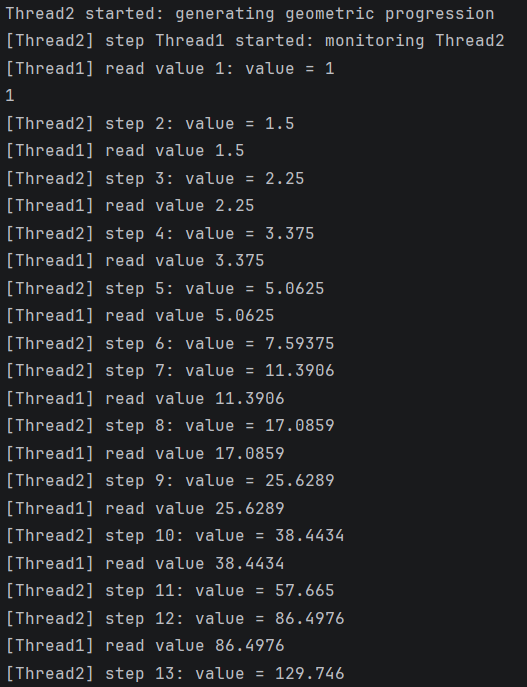 Thread2 started: generating geometric progression
[Thread2] step Thread1 started: monitoring Thread2
[Thread1] read value 1: value = 1
1
[Thread2] step 2: value = 1.5
[Thread1] read value 1.5
[Thread2] step 3: value = 2.25
[Thread1] read value 2.25
[Thread2] step 4: value = 3.375
[Thread1] read value 3.375
[Thread2] step 5: value = 5.0625
[Thread1] read value 5.0625
[Thread2] step 6: value = 7.59375
[Thread2] step 7: value = 11.3906
[Thread1] read value 11.3906
[Thread2] step 8: value = 17.0859
[Thread1] read value 17.0859
[Thread2] step 9: value = 25.6289
[Thread1] read value 25.6289
[Thread2] step 10: value = 38.4434
[Thread1] read value 38.4434
[Thread2] step 11: value = 57.665
[Thread2] step 12: value = 86.4976
[Thread1] read value 86.4976
[Thread2] step 13: value = 129.746